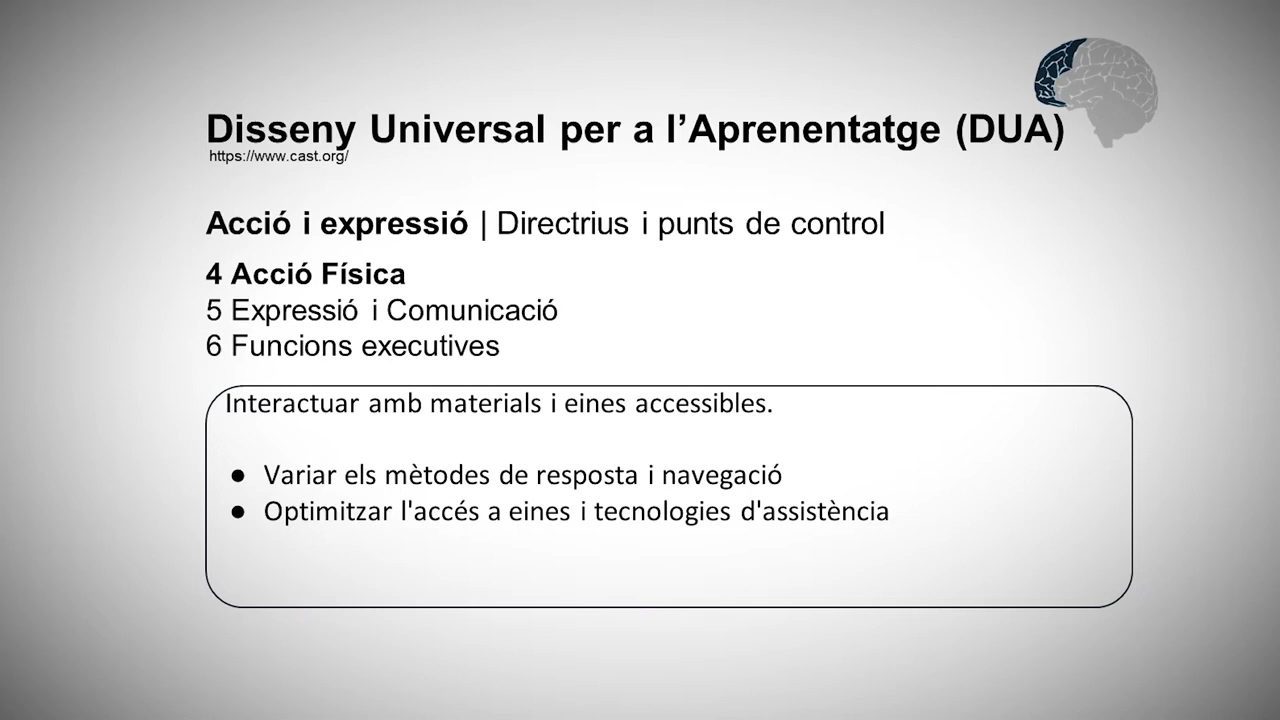 Disseny Universal per a l’Aprenentatge (DUA)
https://www.cast.org/
Acció i expressió | Directrius i punts de control
4 Acció Física
5 Expressió i Comunicació
6 Funcions executives
Interactuar amb materials i eines accessibles.
● Variar els mètodes de resposta i navegació
● Optimitzar l'accés a eines i tecnologies d'assistència